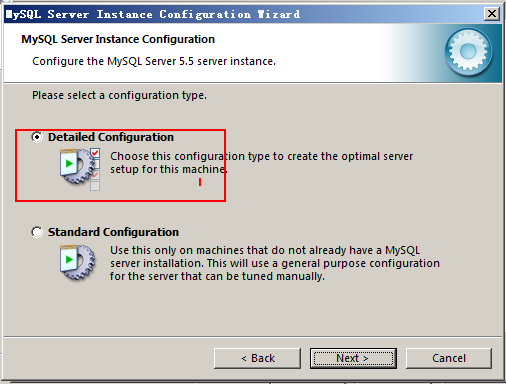 MySQL Server Instance Configuration Wizard
MySQL Server Instance Configuration
Configure the MySQL Server 5.5 server instance.
Please select a configuration type.
Detailed Configuration
Choose this configuration type to create the optimal server
setup for this machine.
Standard Configuration
Use this only on machines that do not already have a MySQL
server installation. This will use a general purpose configuration
for the server that can be tuned manually.
< Back
Next >
Cancel